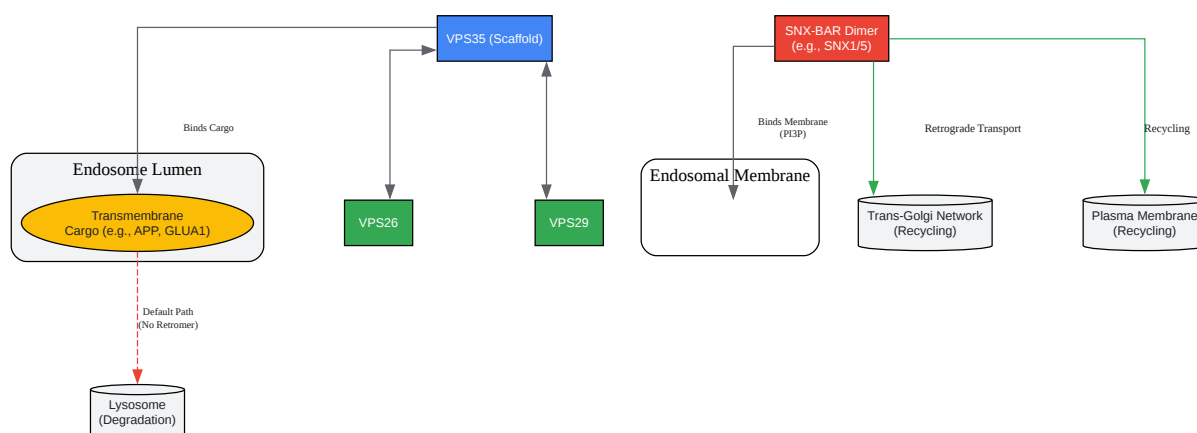 VPS35 (Scaffold)
SNX-BAR Dimer
(e.g., SNX1/5)
Binds Cargo
Binds Membrane
(PI3P)
Retrograde Transport
Recycling
Endosome Lumen
Transmembrane
Cargo (e.g., APP, GLUA1)
VPS26
VPS29
Endosomal Membrane
Trans-Golgi Network
(Recycling)
Plasma Membrane
(Recycling)
Default Path
(No Retromer)
Lysosome
(Degradation)